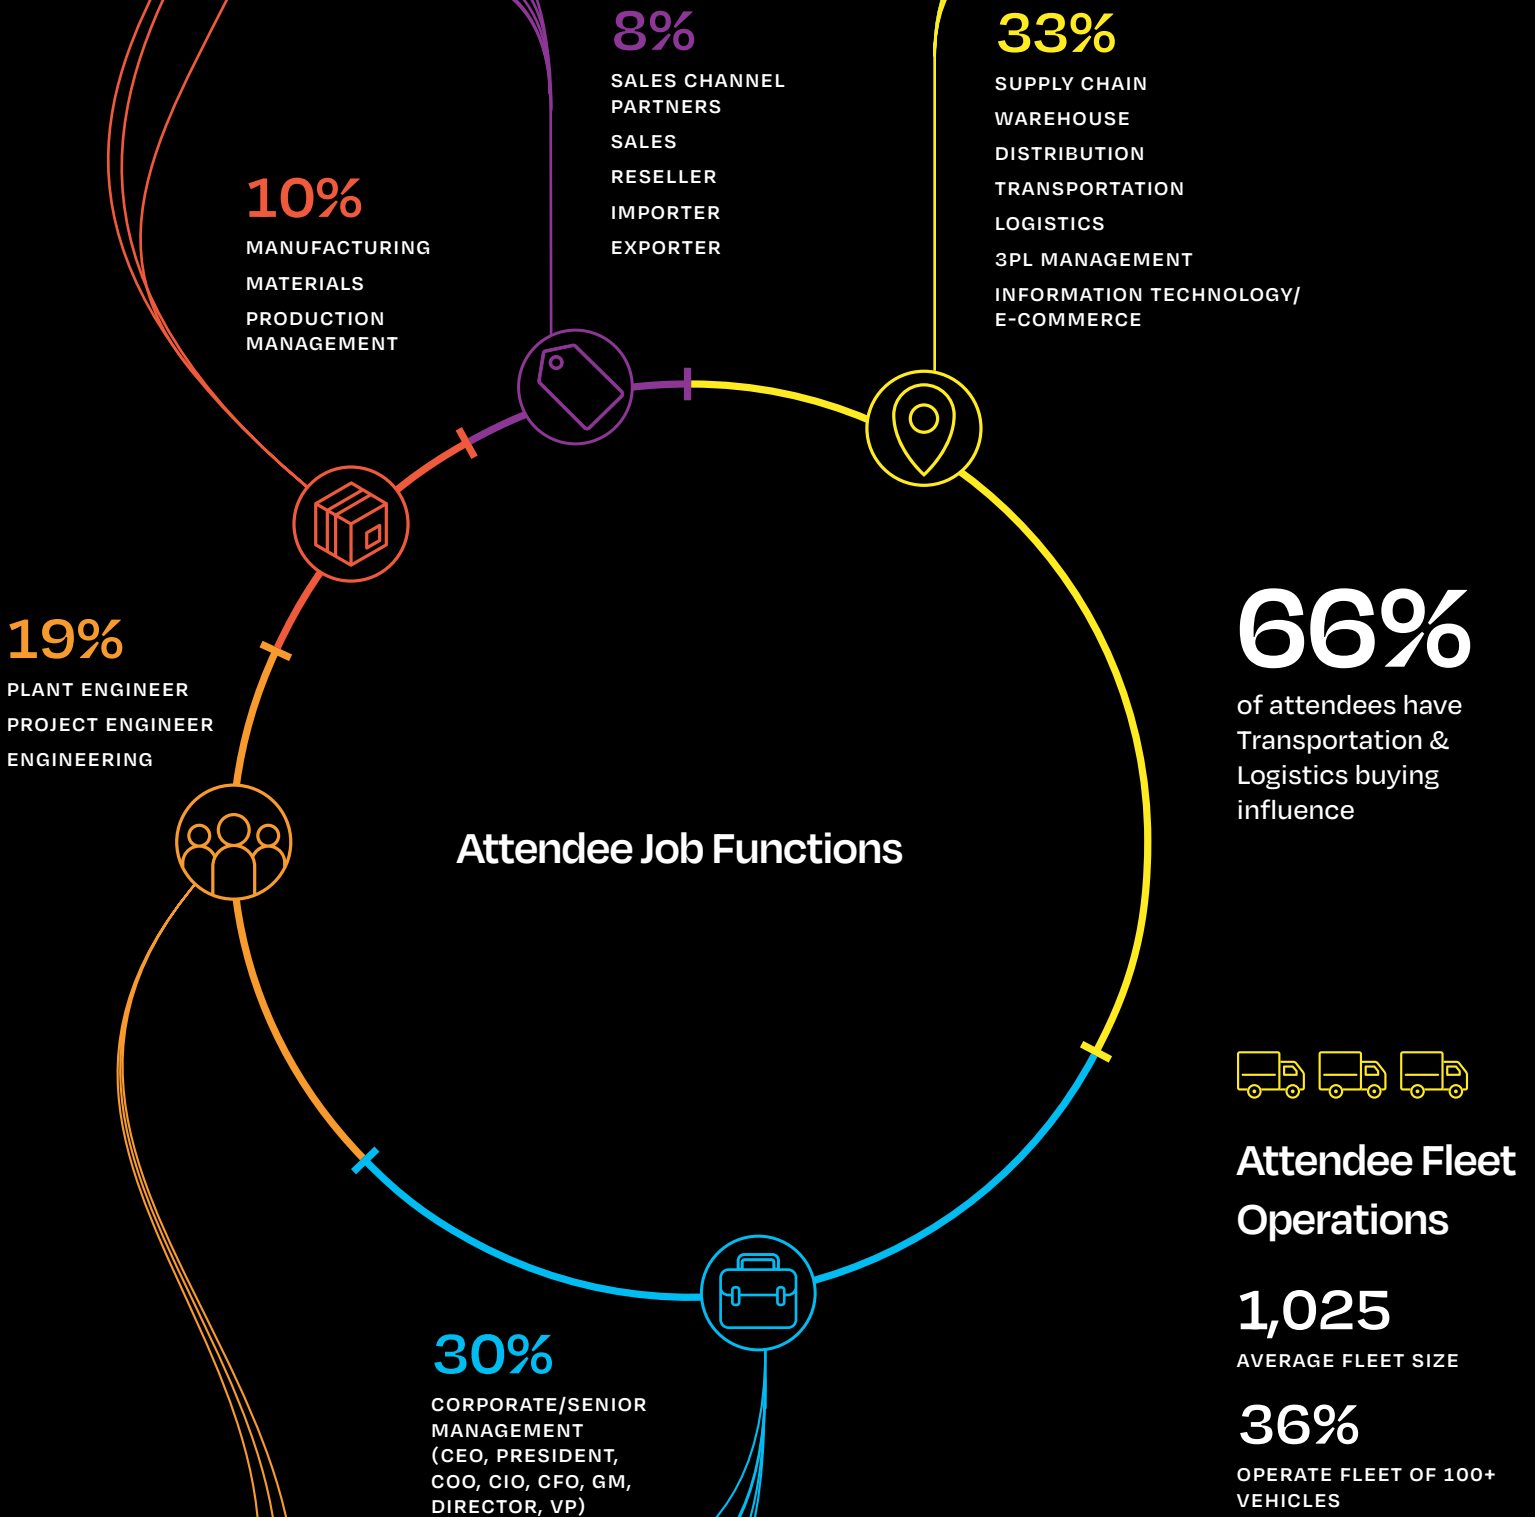 8%
SALES CHANNEL
PARTNERS
SALES
RESELLER
IMPORTER
EXPORTER
33%
SUPPLY CHAIN
WAREHOUSE
DISTRIBUTION
TRANSPORTATION
LOGISTICS
3PL MANAGEMENT
INFORMATION TECHNOLOGY/
E-COMMERCE
10%
MANUFACTURING
MATERIALS
PRODUCTION
MANAGEMENT
19%
PLANT ENGINEER
PROJECT ENGINEER
ENGINEERING
66%
of attendees have
Transportation &
Logistics buying
influence
Attendee Job Functions
Attendee Fleet
Operations
1,025
AVERAGE FLEET SIZE
36%
OPERATE FLEET OF 100+
VEHICLES
30%
CORPORATE/SENIOR
MANAGEMENT
(CEO, PRESIDENT,
COO, CIO, CFO, GM,
DIRECTOR, VP)